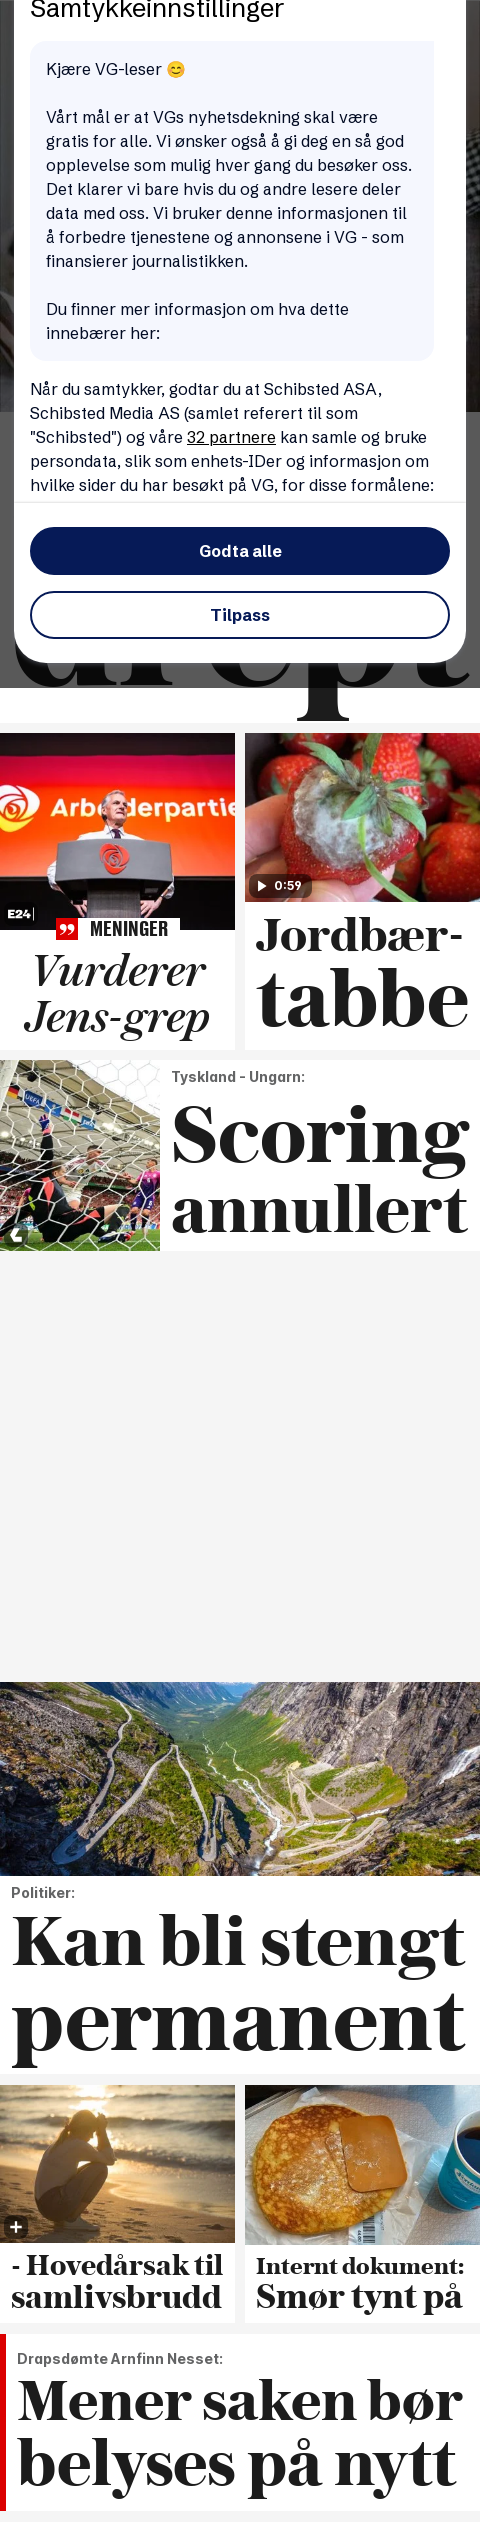 Samtykkeinnstillinger
Kjære VG-leser 😊
Vårt mål er at VGs nyhetsdekning skal være
gratis for alle. Vi ønsker også å gi deg en så god
opplevelse som mulig hver gang du besøker oss.
Det klarer vi bare hvis du og andre lesere deler
data med oss. Vi bruker denne informasjonen til
å forbedre tjenestene og annonsene i VG - som
finansierer journalistikken.
Du finner mer informasjon om hva dette
innebærer her:
Når du samtykker, godtar du at Schibsted ASA,
Schibsted Media AS (samlet referert til som
"Schibsted") og våre 32 partnere kan samle og bruke
persondata, slik som enhets-IDer og informasjon om
hvilke sider du har besøkt på VG, for disse formålene:
Godta alle
Tilpass
drept
Arbeiderpartie
E24
MENINGER
Vurderer
Jens-grep
0:59
Jordbær-
tabbe
UEFA
Tyskland - Ungarn:
Scoring
annullert
Politiker:
Kan bli stengt
permanent
- Hovedårsak til
samlivsbrudd
Internt dokument:
Smør tynt på
Drapsdømte Arnfinn Nesset:
Mener saken bør
belyses på nytt